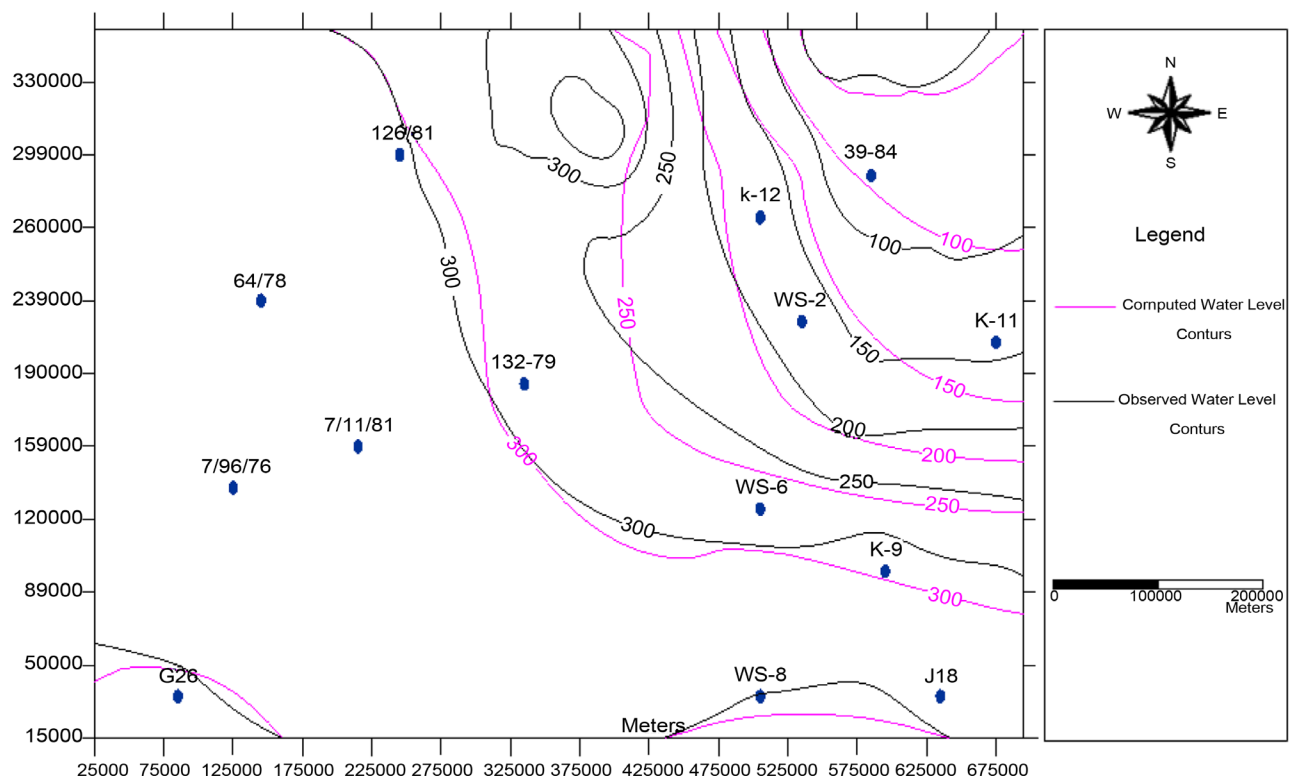 330000
299000
260000
239000
190000
159000
120000
89000
50000
15000
25000 75000 125000 175000 225000 275000 325000 375000 425000 475000 525000 575000 625000 675000
Meters
126/81
39-84
k-12
64/78
WS-2
K-11
132-79
7/11/81
7/96/76
WS-6
K-9
G26
WS-8
J18
300
250
100
100
300
250
150
150
300
200
200
250
250
300
300
N
W E
S
Legend
Computed Water Level
Conturs
Observed Water Level
Conturs
0 100000 200000
Meters